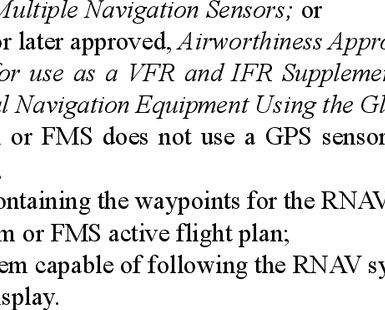 Multiple Navigation Sensors; or
or later approved, Airworthiness Appro
for use as a VFR and IFR Supplemen
l Navigation Equipment Using the Gl
or FMS does not use a GPS sensor
ontaining the waypoints for the RNAV
m or FMS active flight plan;
em capable of following the RNAV sy
splay.